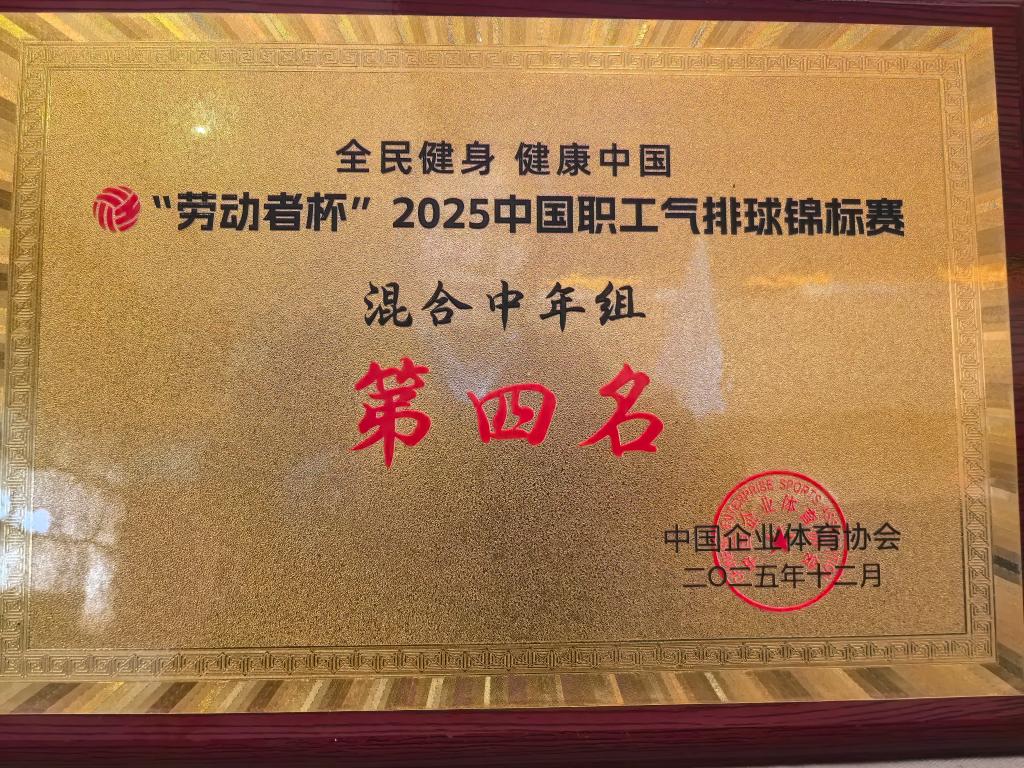 全民健身 健康中国
“劳动者杯”2025中国职工气排球锦标赛
混合中年组
第四名
中国企业体育协会
二〇二五年十二月